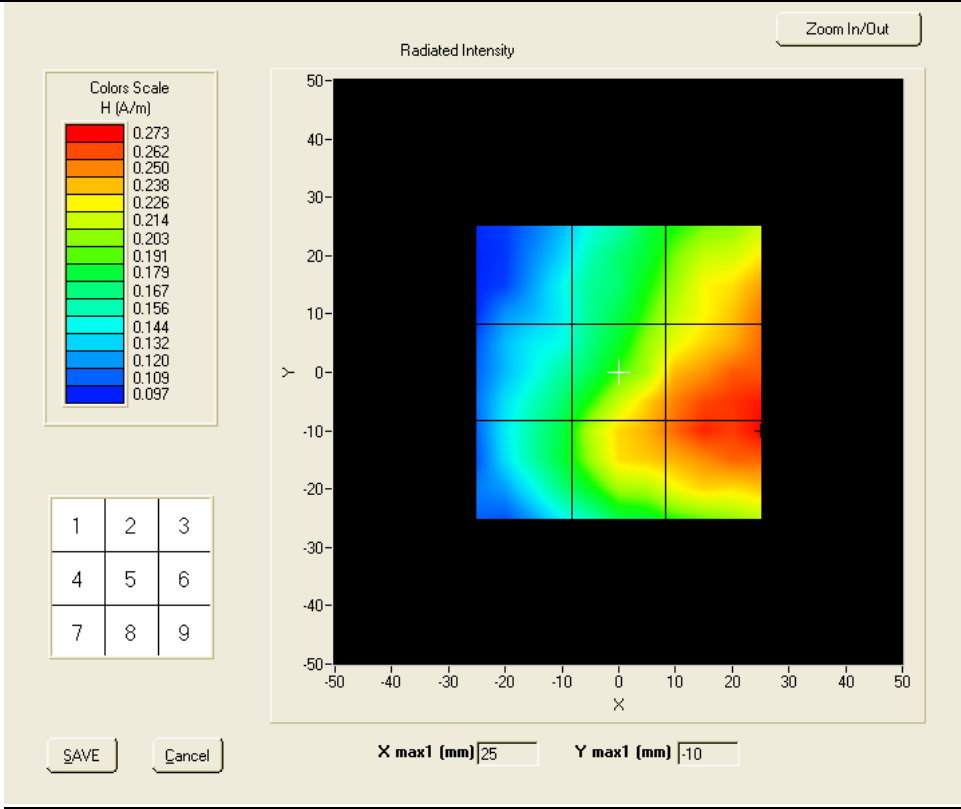 Zoom In/Out
Radiated Intensity
Colors Scale
H (A/m)
0.273
0.262
0.250
0.238
0.226
0.214
0.203
0.191
0.179
0.167
0.156
0.144
0.132
0.120
0.109
0.097
1 2 3
4 5 6
7 8 9
50
40
30
20
10
0
-10
-20
-30
-40
-50
Y
-50 -40 -30 -20 -10 0 10 20 30 40 50
X
SAVE Cancel
X max1 (mm) 25 Y max1 (mm) -10